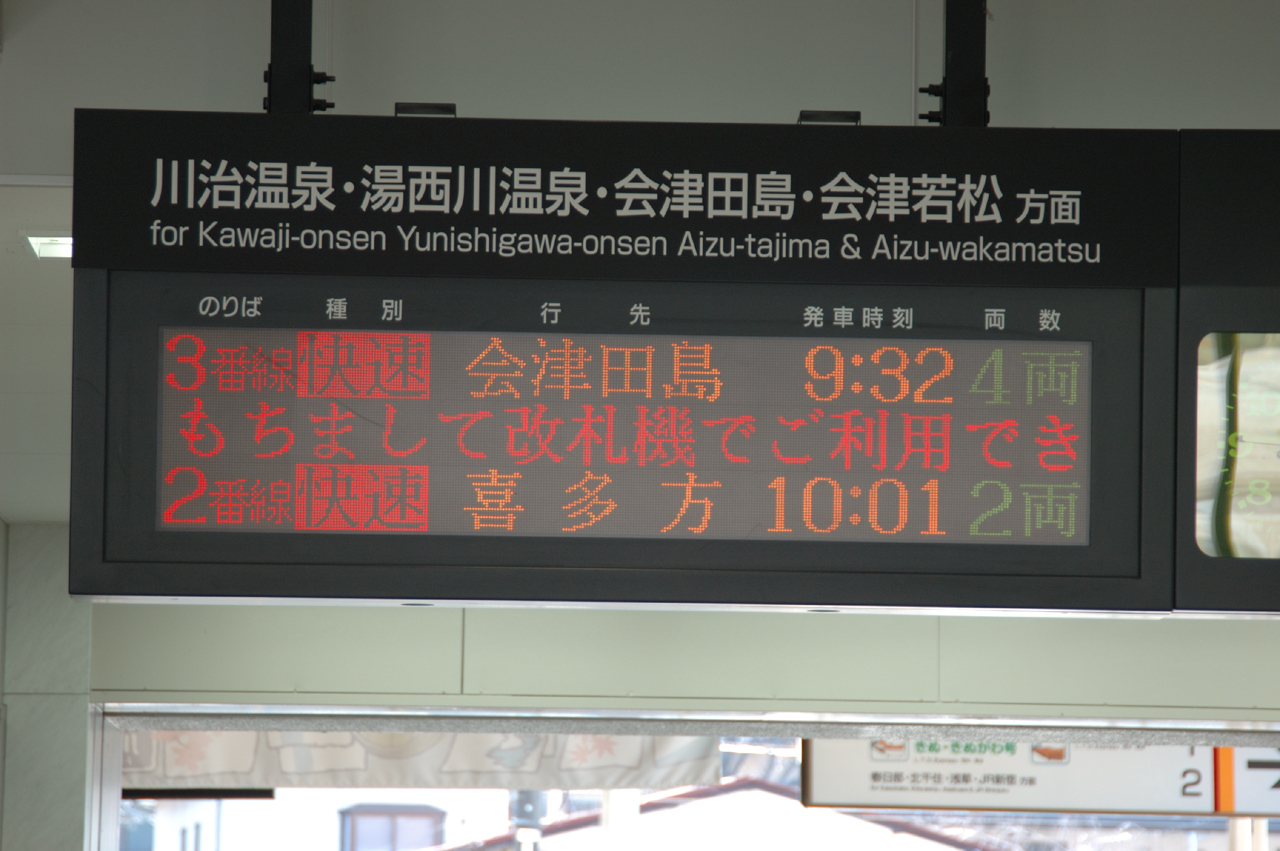 川治温泉・湯西川温泉・会津田島・会津若松 方面
for Kawaji-onsen Yunishigawa-onsen Aizu-tajima & Aizu-wakamatsu
のりば 種別 行先 発車時刻 両数
3番線 快速 会津田島 9:32 4両
もちまして改札機でご利用でき
2番線 快速 喜多方 10:01 2両
きぬ・きぬがわ号 1
春日部・北千住・浅草・JR新宿 方面 2